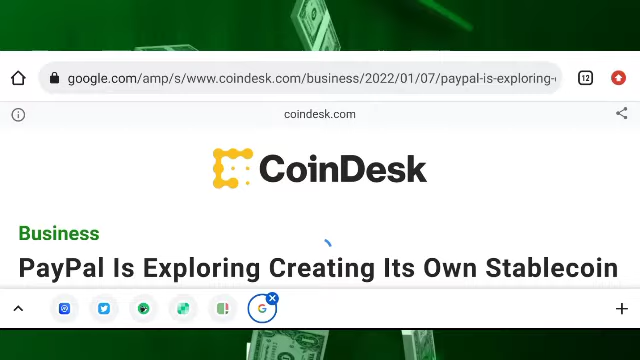 google.com/amp/s/www.coindesk.com/business/2022/01/07/paypal-is-exploring-
12
coindesk.com
CoinDesk
Business
PayPal Is Exploring Creating Its Own Stablecoin